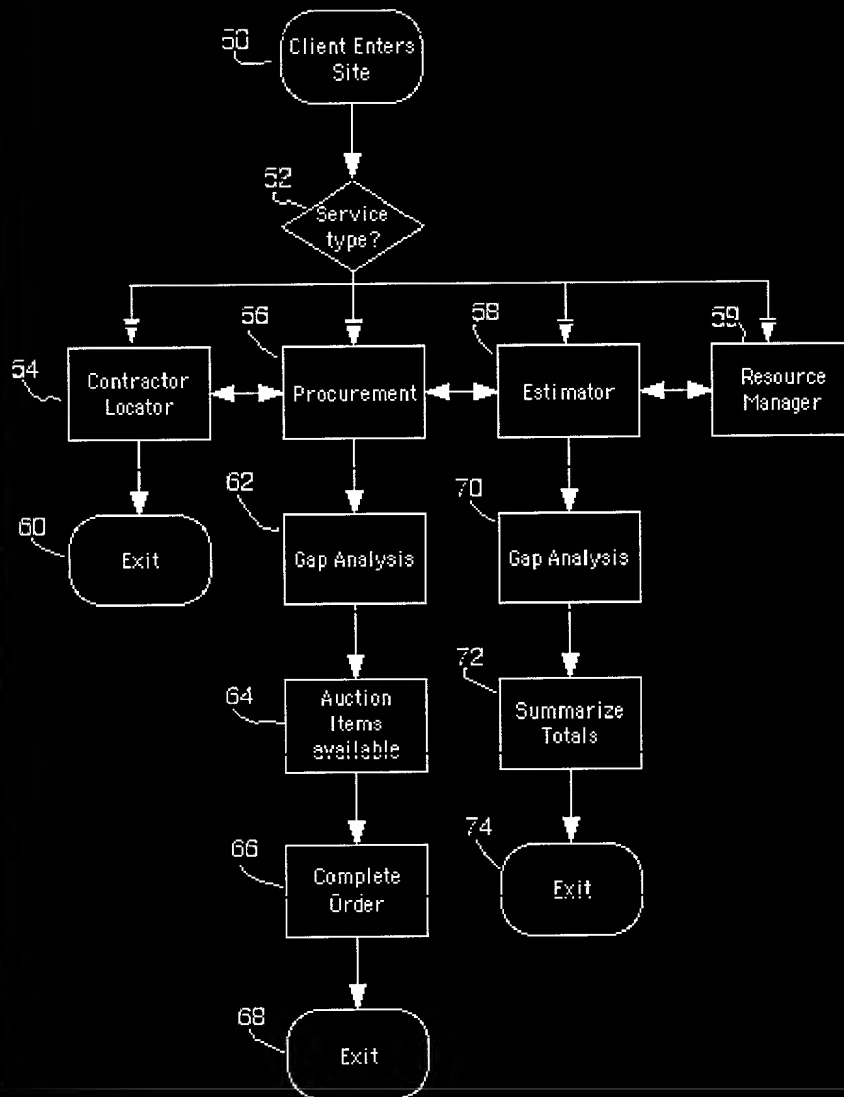 50
Client Enters
Site
52
Service
type?
54
Contractor
Locator
56
Procurement
58
Estimator
59
Resource
Manager
60
Exit
62
Gap Analysis
70
Gap Analysis
64
Auction
Items
available
72
Summarize
Totals
66
Complete
Order
74
Exit
68
Exit